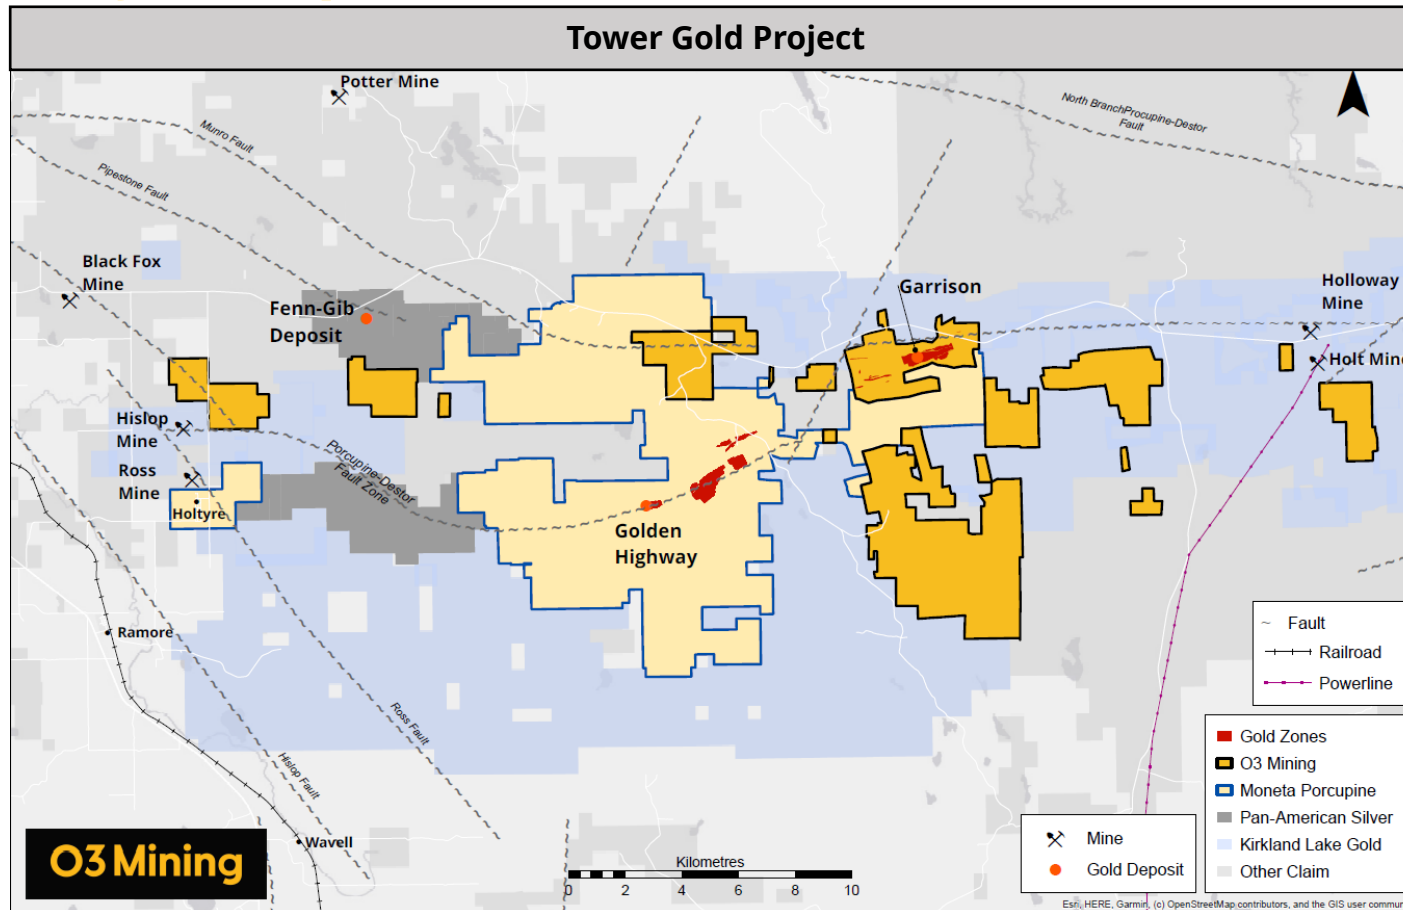 Tower Gold Project
Potter Mine
Munro Fault
North BranchProcupine-Destor
Fault
Pipestone Fault
Black Fox
Mine
Fenn-Gib
Deposit
Garrison
Holloway
Mine
Holt Mine
Hislop
Mine
Ross
Mine
Porcupine-Destor
Fault Zone
Holtyre
Golden
Highway
Ramore
Ross Fault
Hislop Fault
Wavell
O3 Mining
Kilometres
0 2 4 6 8 10
~ Fault
Railroad
Powerline
Mine
Gold Deposit
Gold Zones
O3 Mining
Moneta Porcupine
Pan-American Silver
Kirkland Lake Gold
Other Claim
Esri, HERE, Garmin, (c) OpenStreetMap contributors, and the GIS user commun